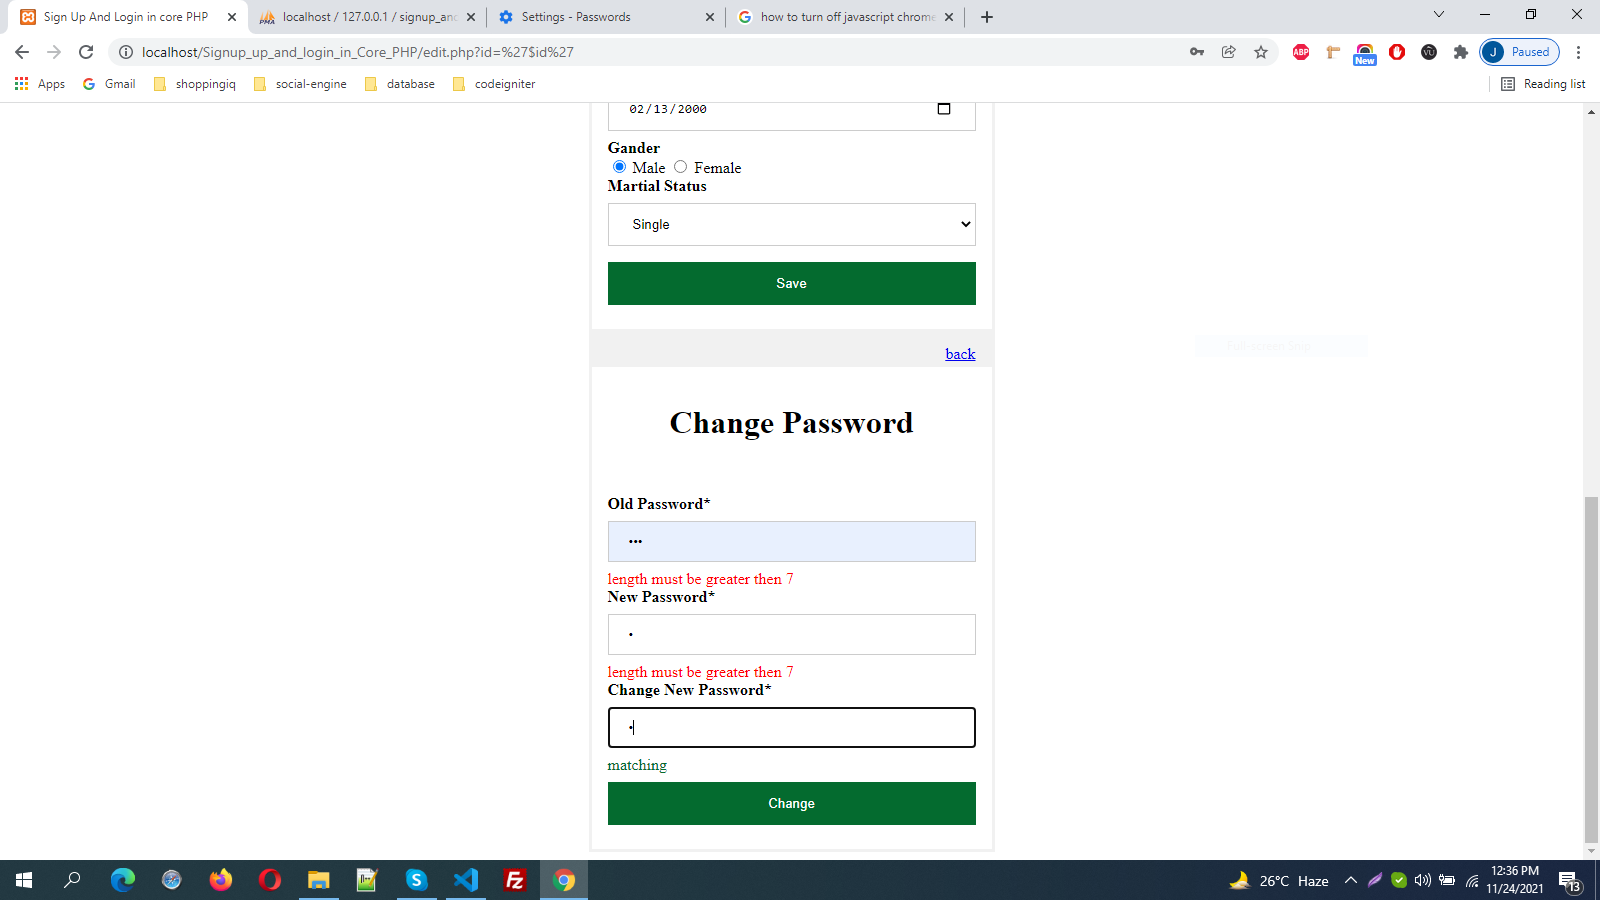 Sign Up And Login in core PHP
localhost / 127.0.0.1 / signup_and
Settings - Passwords
how to turn off javascript chrome
localhost/Signup_up_and_login_in_Core_PHP/edit.php?id=%27$id%27
ABP
New
VU
J Paused
Apps Gmail shoppingiq social-engine database codeigniter Reading list
02/13/2000
Gander
Male Female
Martial Status
Single
Save
back
Change Password
Old Password*
•••
length must be greater then 7
New Password*
•
length must be greater then 7
Change New Password*
•
matching
Change
26°C Haze
12:36 PM
11/24/2021
13